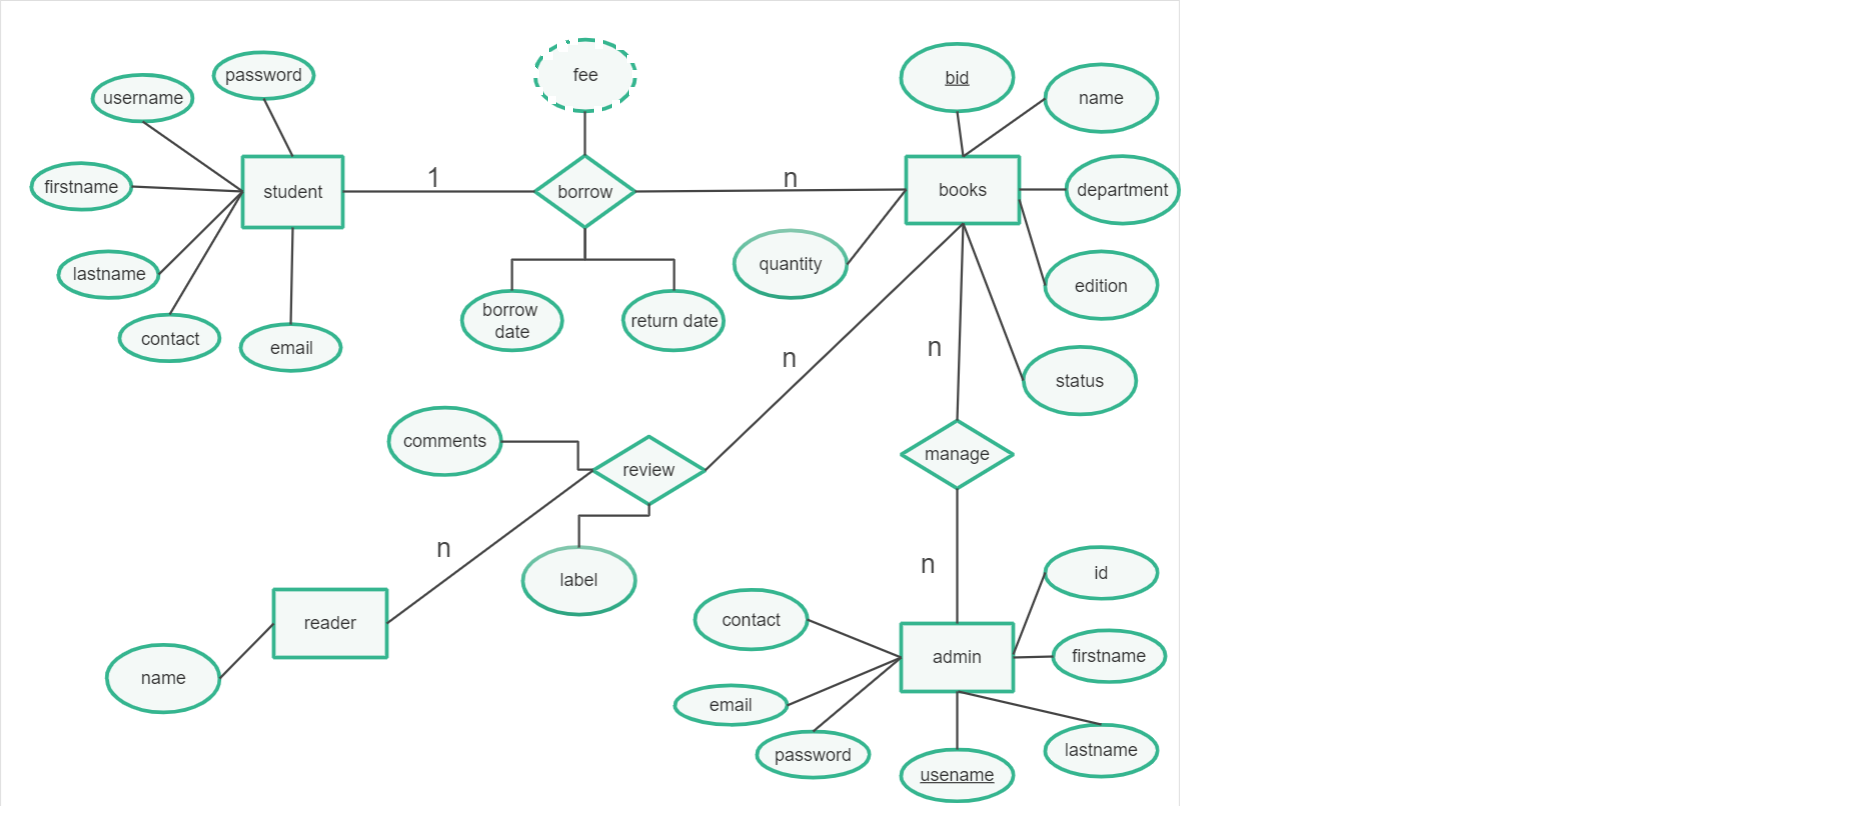 fee
bid
password
name
username
1
n
firstname
student
borrow
books
department
quantity
lastname
edition
borrow
date
return date
contact
email
n
n
status
comments
review
manage
n
n
label
id
reader
contact
admin
firstname
name
email
password
usename
lastname